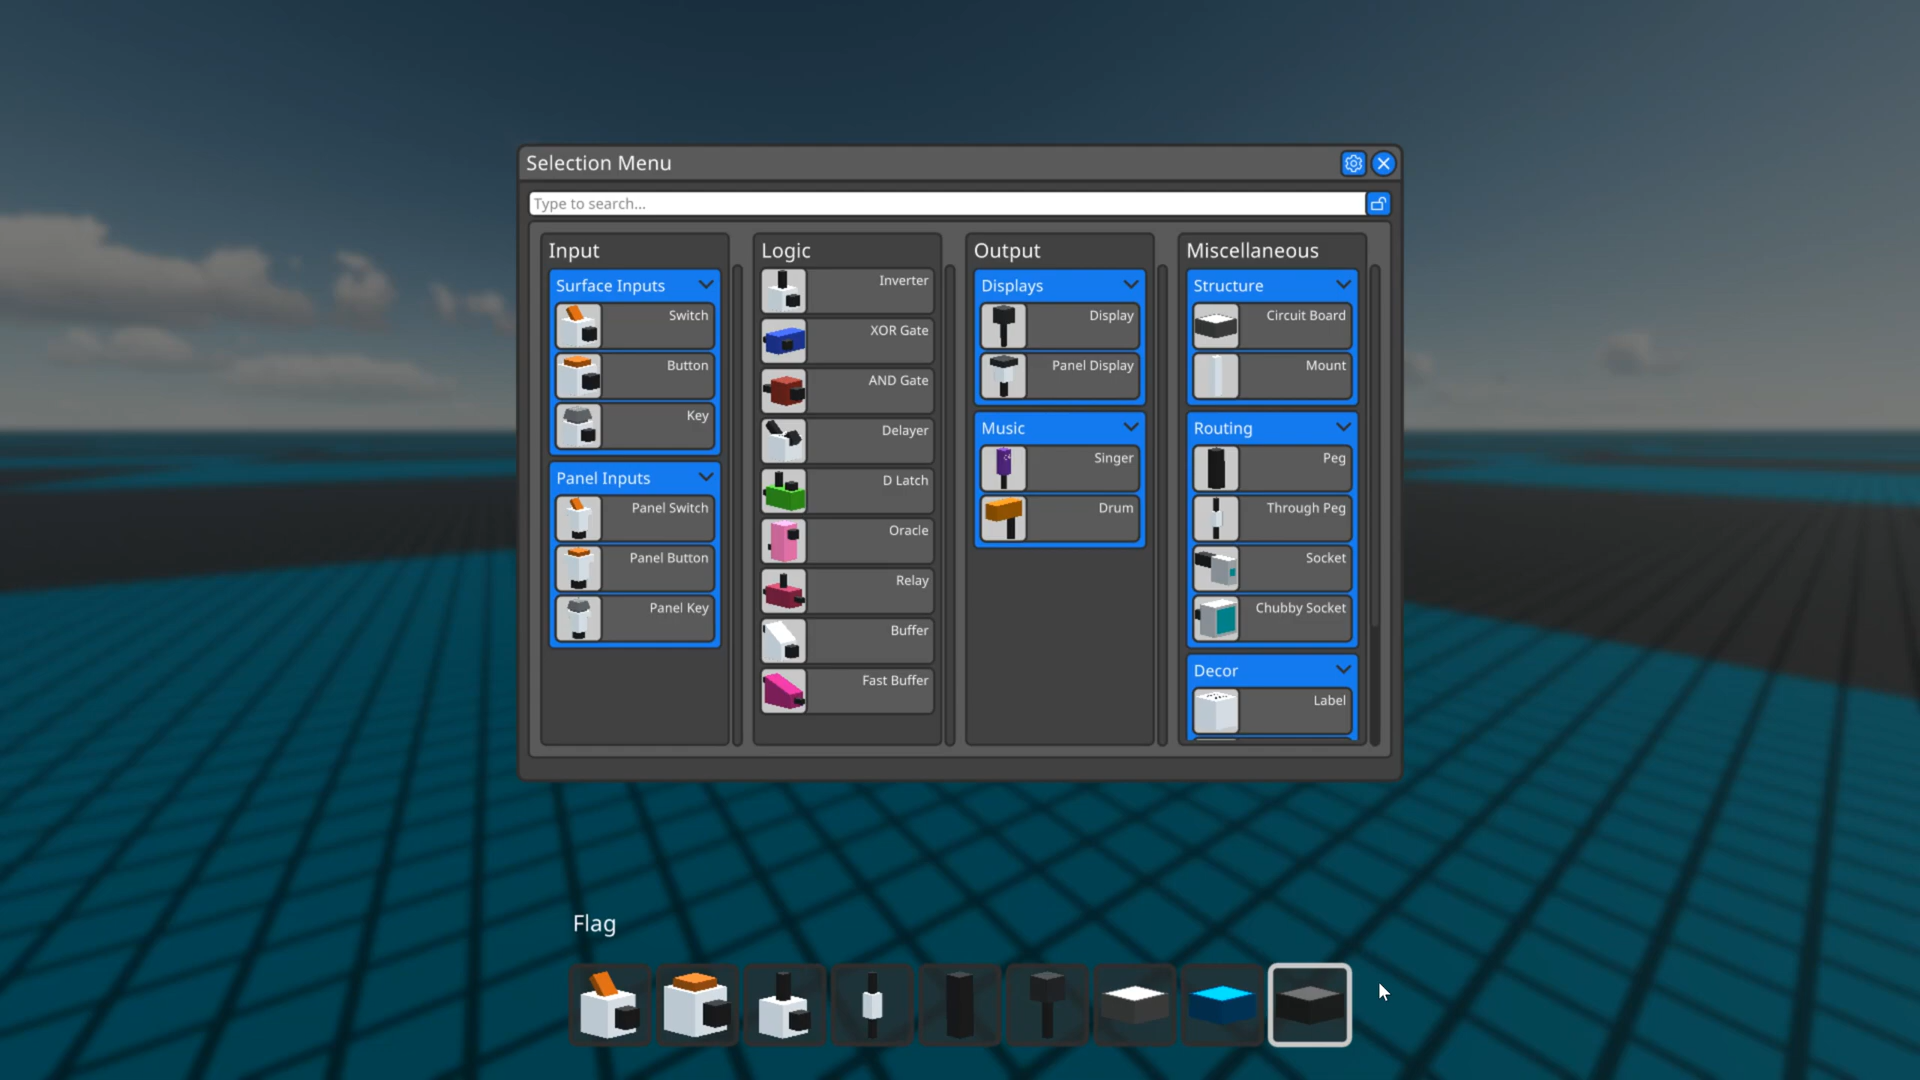 Selection Menu
Type to search...
Input
Surface Inputs
Switch
Button
Key
Panel Inputs
Panel Switch
Panel Button
Panel Key
Logic
Inverter
XOR Gate
AND Gate
Delayer
D Latch
Oracle
Relay
Buffer
Fast Buffer
Output
Displays
Display
Panel Display
Music
Singer
Drum
Miscellaneous
Structure
Circuit Board
Mount
Routing
Peg
Through Peg
Socket
Chubby Socket
Decor
Label
Flag